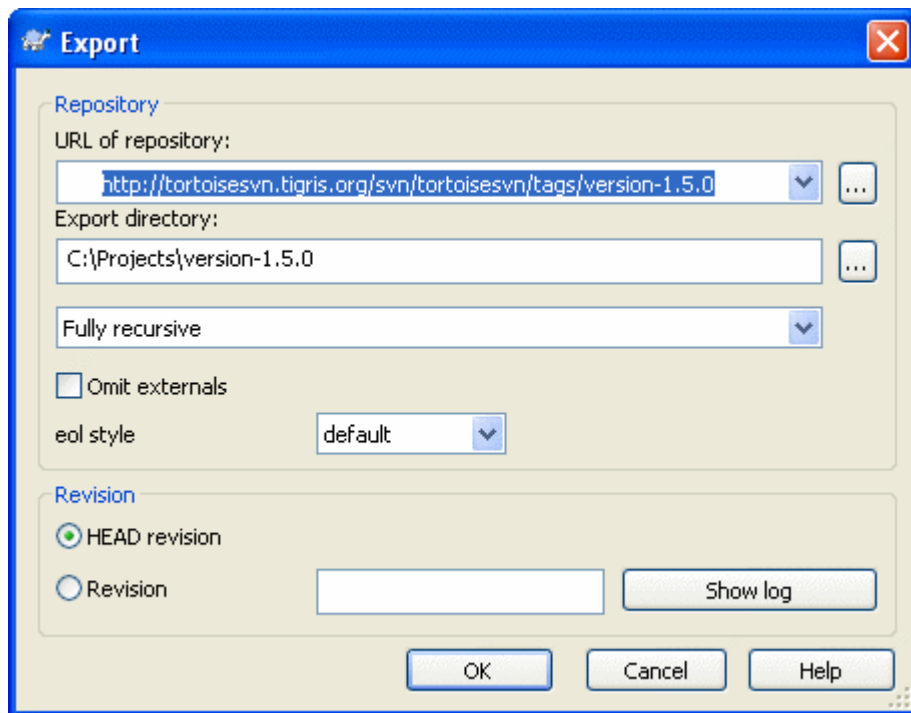 Export
Repository
URL of repository:
http://tortoisesvn.tigris.org/svn/tortoisesvn/tags/version-1.5.0
...
Export directory:
C:\Projects\version-1.5.0
...
Fully recursive
Omit externals
eol style
default
Revision
HEAD revision
Revision
Show log
OK
Cancel
Help